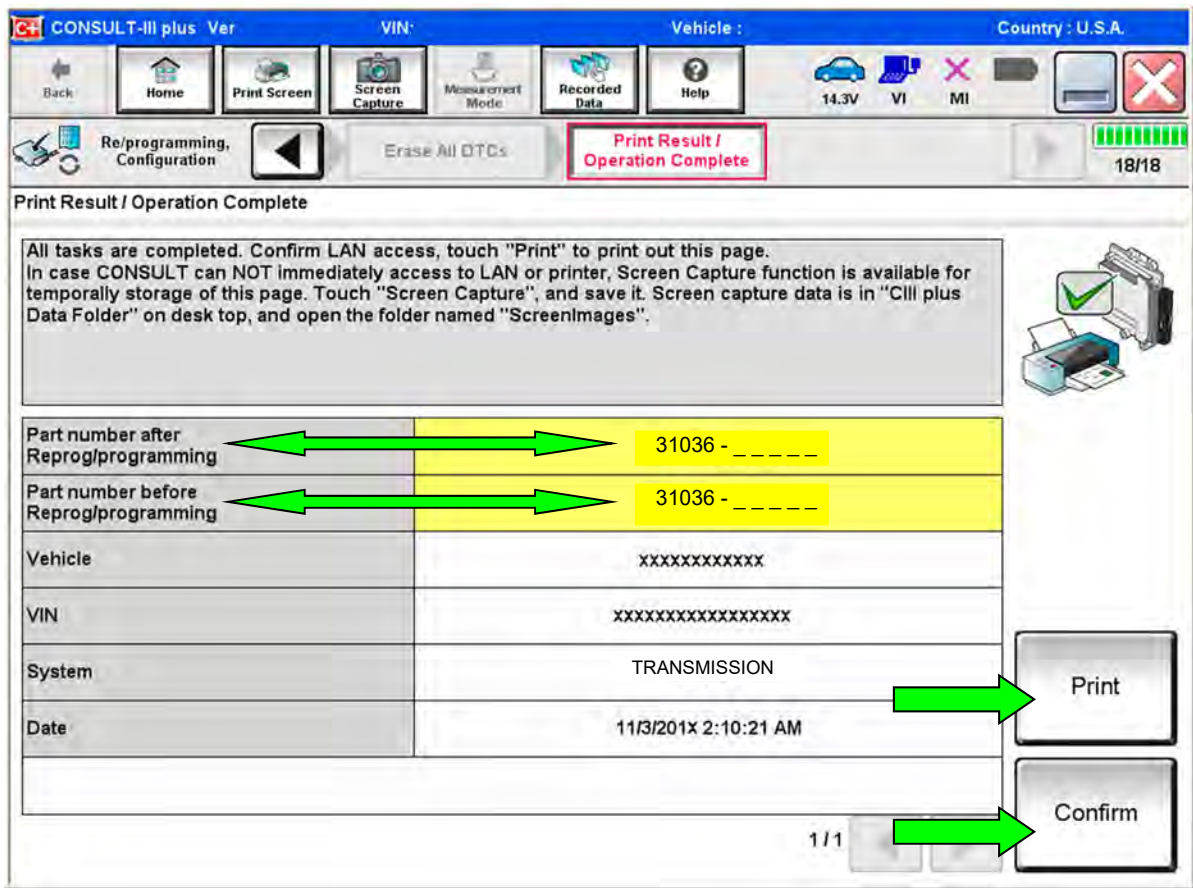 C+ CONSULT-III plus Ver VIN: Vehicle : Country : U.S.A.
Back Home Print Screen Screen Capture Measurement Mode Recorded Data Help 14.3V VI MI
Re/programming, Configuration Erase All DTCs Print Result / Operation Complete 18/18
Print Result / Operation Complete
All tasks are completed. Confirm LAN access, touch "Print" to print out this page.
In case CONSULT can NOT immediately access to LAN or printer, Screen Capture function is available for
temporally storage of this page. Touch "Screen Capture", and save it. Screen capture data is in "CIII plus
Data Folder" on desk top, and open the folder named "ScreenImages".
Part number after
Reprog/programming
31036 - _ _ _ _ _
Part number before
Reprog/programming
31036 - _ _ _ _ _
Vehicle xxxxxxxxxxxx
VIN xxxxxxxxxxxxxxxxx
System TRANSMISSION
Date 11/3/201X 2:10:21 AM
Print
Confirm
1/1